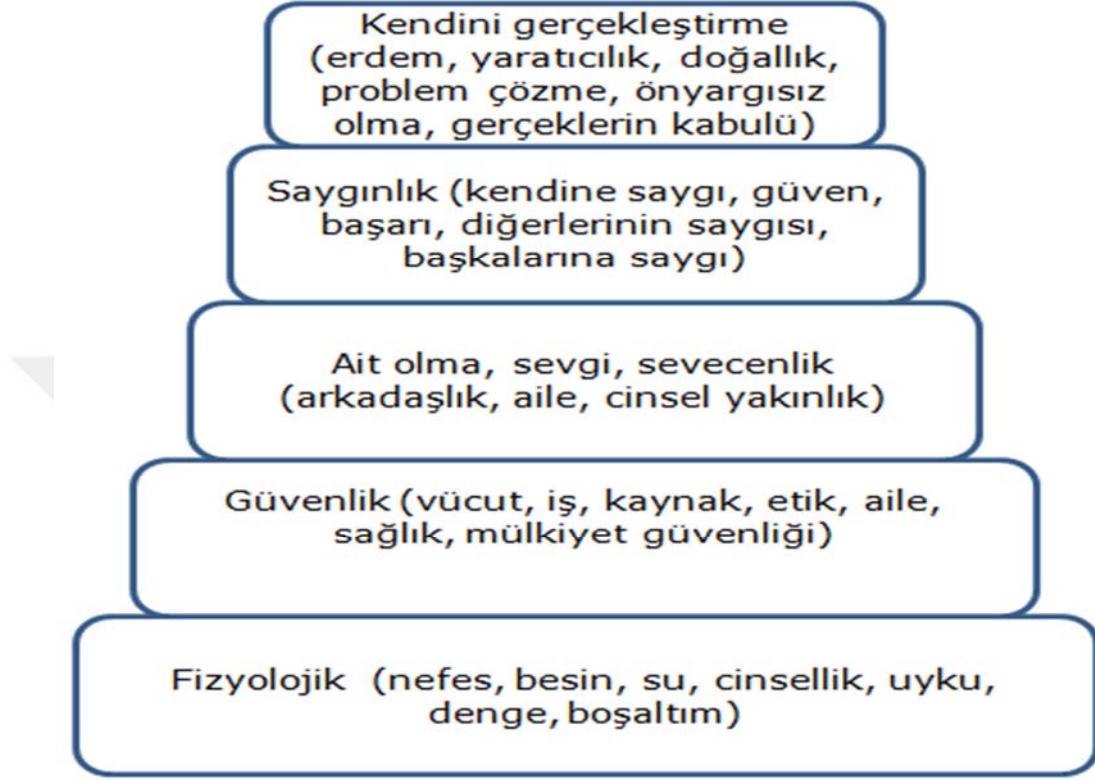 Kendini gerçekleştirme
(erdem, yaratıcılık, doğallık,
problem çözme, önyargısız
olma, gerçeklerin kabulü)
Saygınlık (kendine saygı, güven,
başarı, diğerlerinin saygısı,
başkalarına saygı)
Ait olma, sevgi, sevecenlik
(arkadaşlık, aile, cinsel yakınlık)
Güvenlik (vücut, iş, kaynak, etik, aile,
sağlık, mülkiyet güvenliği)
Fizyolojik (nefes, besin, su, cinsellik, uyku,
denge, boşaltım)